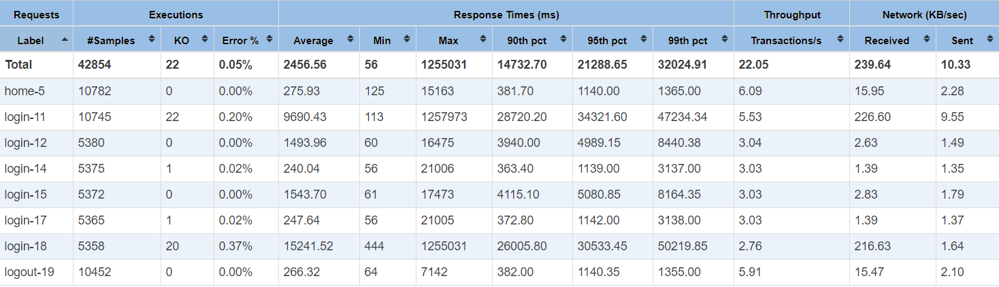 Requests Executions Response Times (ms) Throughput Network (KB/sec)
Label #Samples KO Error % Average Min Max 90th pct 95th pct 99th pct Transactions/s Received Sent
Total 42854 22 0.05% 2456.56 56 1255031 14732.70 21288.65 32024.91 22.05 239.64 10.33
home-5 10782 0 0.00% 275.93 125 15163 381.70 1140.00 1365.00 6.09 15.95 2.28
login-11 10745 22 0.20% 9690.43 113 1257973 28720.20 34321.60 47234.34 5.53 226.60 9.55
login-12 5380 0 0.00% 1493.96 60 16475 3940.00 4989.15 8440.38 3.04 2.63 1.49
login-14 5375 1 0.02% 240.04 56 21006 363.40 1139.00 3137.00 3.03 1.39 1.35
login-15 5372 0 0.00% 1543.70 61 17473 4115.10 5080.85 8164.35 3.03 2.83 1.79
login-17 5365 1 0.02% 247.64 56 21005 372.80 1142.00 3138.00 3.03 1.39 1.37
login-18 5358 20 0.37% 15241.52 444 1255031 26005.80 30533.45 50219.85 2.76 216.63 1.64
logout-19 10452 0 0.00% 266.32 64 7142 382.00 1140.35 1355.00 5.91 15.47 2.10